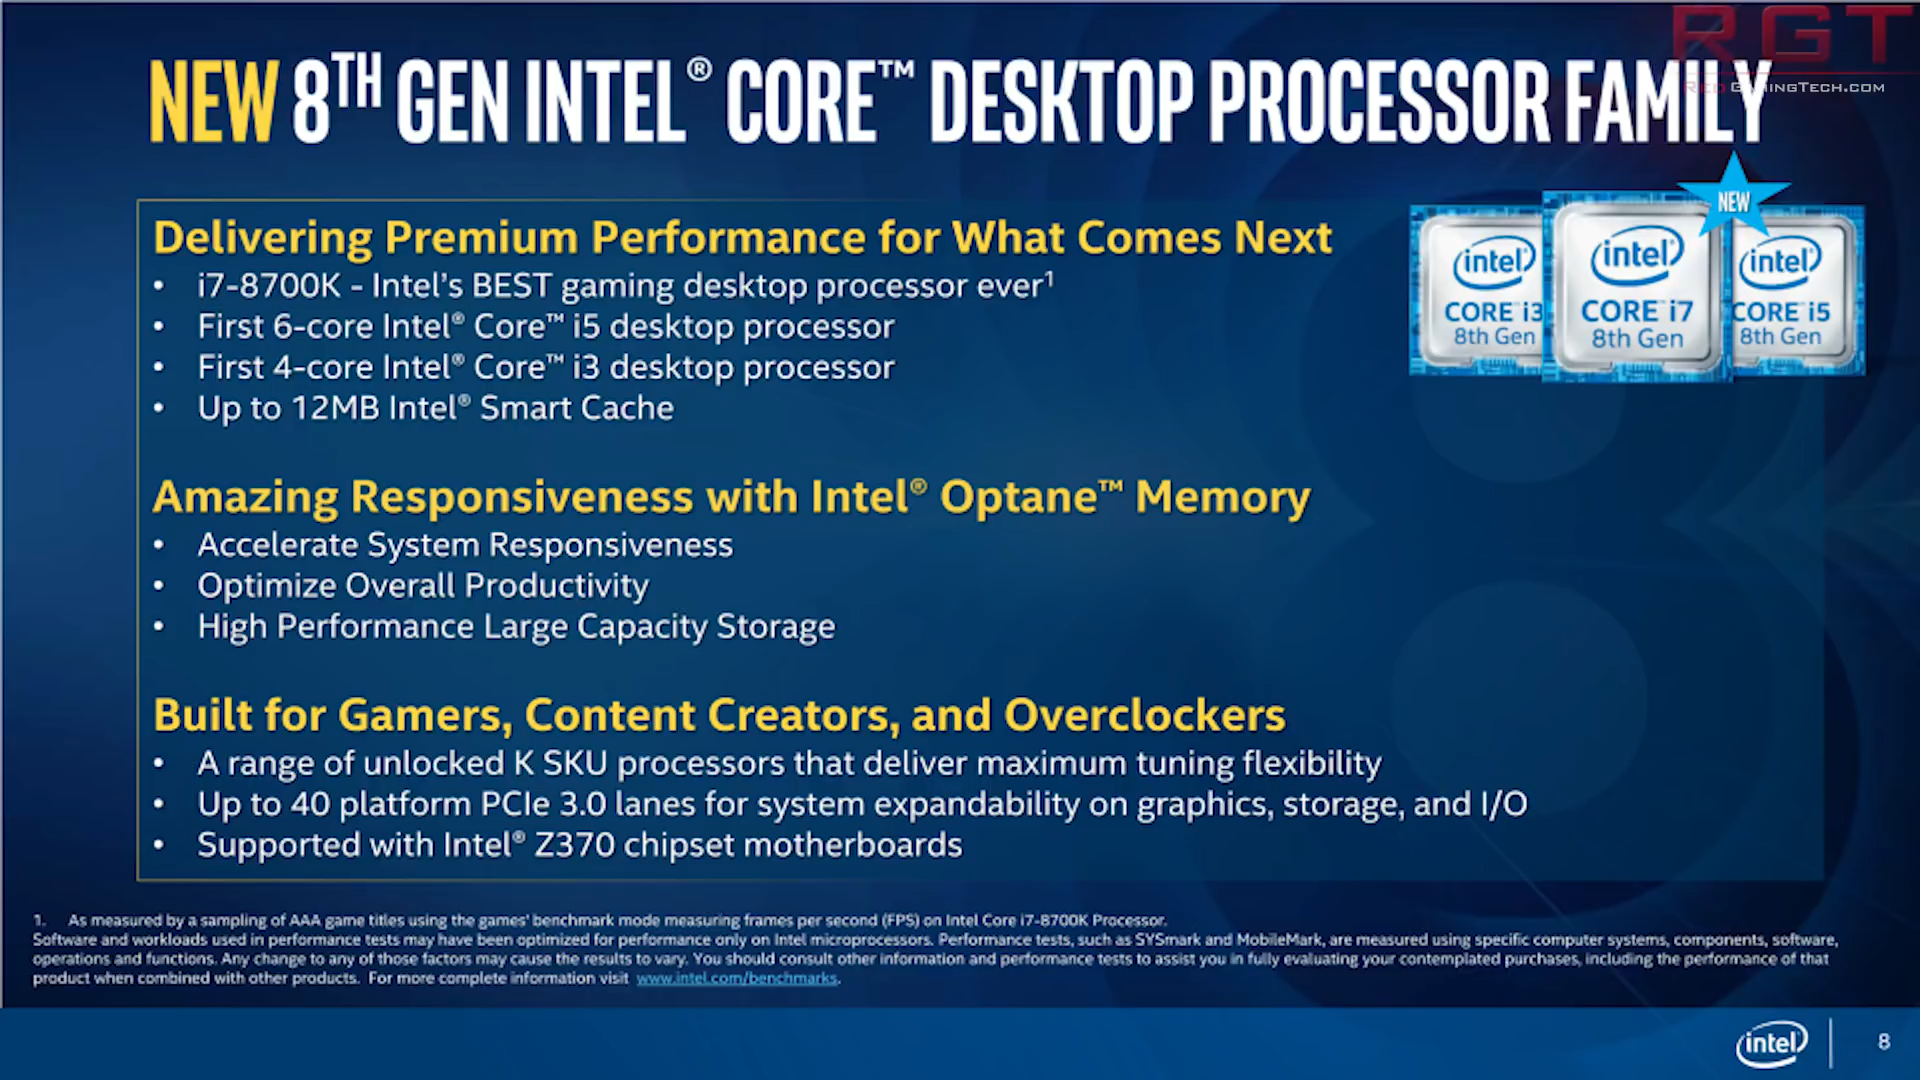 RGT
RedGamingTech.com
NEW 8TH GEN INTEL® CORE™ DESKTOP PROCESSOR FAMILY
NEW
intel
CORE i3
8th Gen
intel
CORE i7
8th Gen
intel
CORE i5
8th Gen
Delivering Premium Performance for What Comes Next
• i7-8700K - Intel's BEST gaming desktop processor ever¹
• First 6-core Intel® Core™ i5 desktop processor
• First 4-core Intel® Core™ i3 desktop processor
• Up to 12MB Intel® Smart Cache
Amazing Responsiveness with Intel® Optane™ Memory
• Accelerate System Responsiveness
• Optimize Overall Productivity
• High Performance Large Capacity Storage
Built for Gamers, Content Creators, and Overclockers
• A range of unlocked K SKU processors that deliver maximum tuning flexibility
• Up to 40 platform PCIe 3.0 lanes for system expandability on graphics, storage, and I/O
• Supported with Intel® Z370 chipset motherboards
1. As measured by a sampling of AAA game titles using the games' benchmark mode measuring frames per second (FPS) on Intel Core i7-8700K Processor.
Software and workloads used in performance tests may have been optimized for performance only on Intel microprocessors. Performance tests, such as SYSmark and MobileMark, are measured using specific computer systems, components, software,
operations and functions. Any change to any of those factors may cause the results to vary. You should consult other information and performance tests to assist you in fully evaluating your contemplated purchases, including the performance of that
product when combined with other products. For more complete information visit www.intel.com/benchmarks.
intel
8